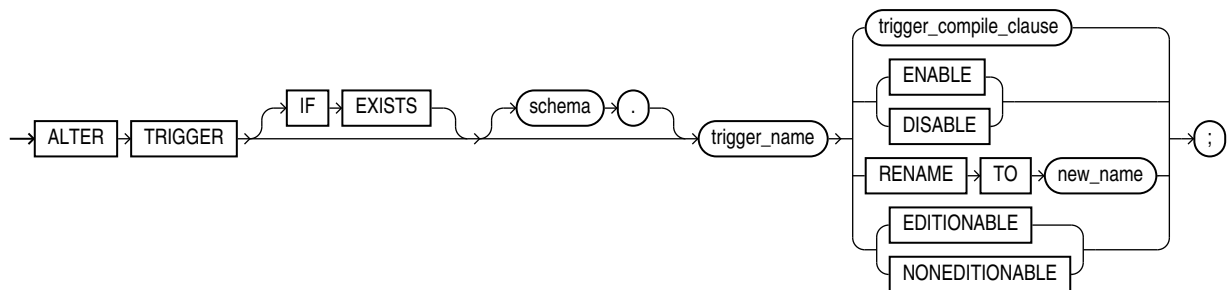 ALTER TRIGGER IF EXISTS schema . trigger_name trigger_compile_clause
ENABLE
DISABLE
RENAME TO new_name
EDITIONABLE
NONEDITIONABLE
;